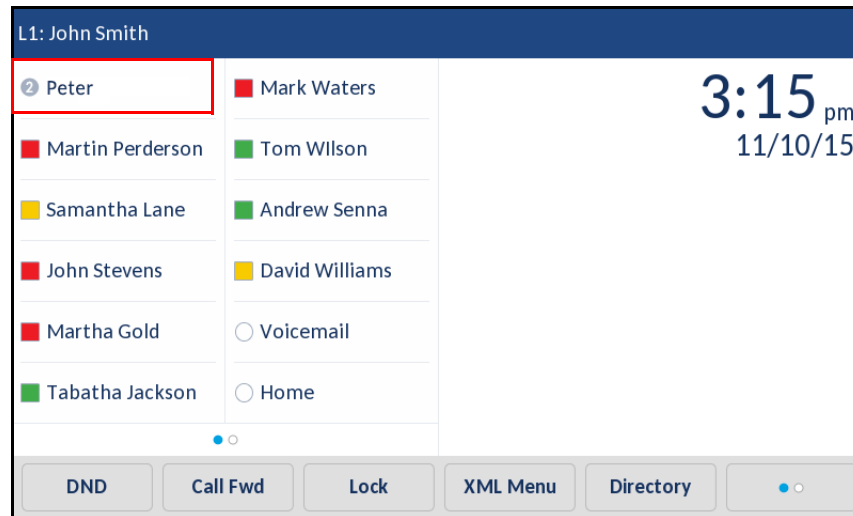 L1: John Smith
2 Peter
Mark Waters
3:15 pm
11/10/15
Martin Perderson
Tom WIlson
Samantha Lane
Andrew Senna
John Stevens
David Williams
Martha Gold
Voicemail
Tabatha Jackson
Home
DND
Call Fwd
Lock
XML Menu
Directory